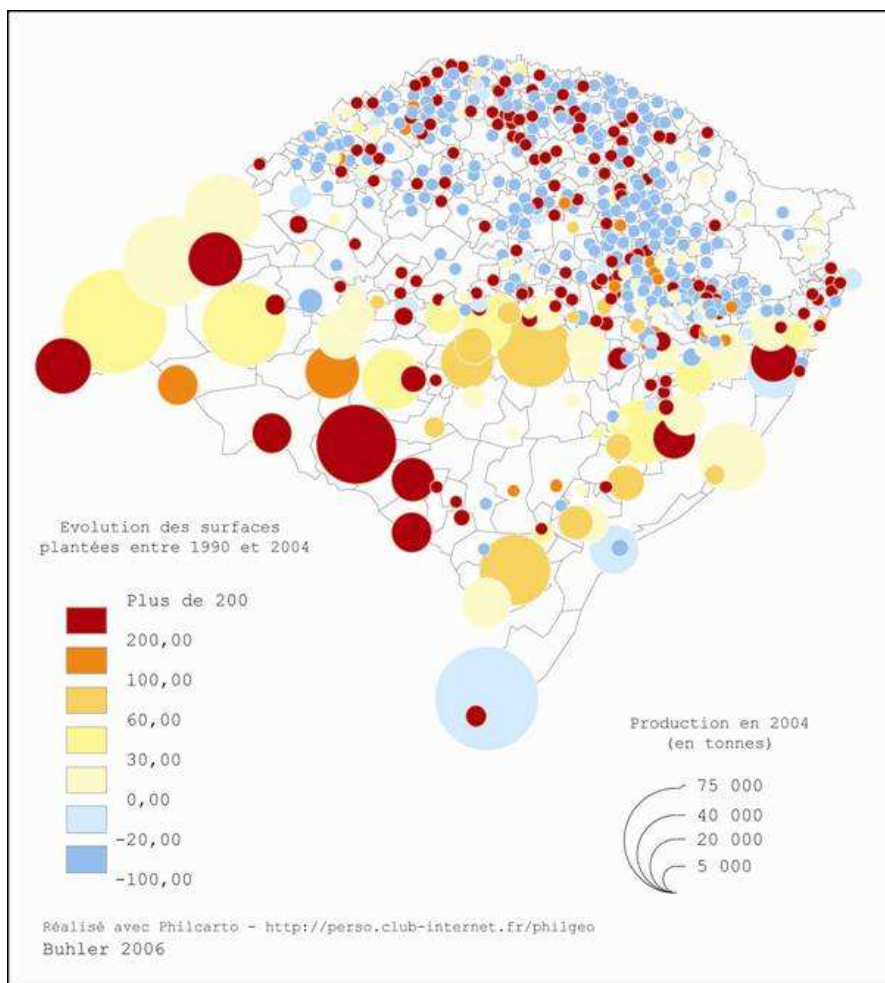 Evolution des surfaces
plantées entre 1990 et 2004
Plus de 200
200,00
100,00
60,00
30,00
0,00
-20,00
-100,00
Production en 2004
(en tonnes)
75 000
40 000
20 000
5 000
Réalisé avec Philcarto - http://perso.club-internet.fr/philgeo
Buhler 2006